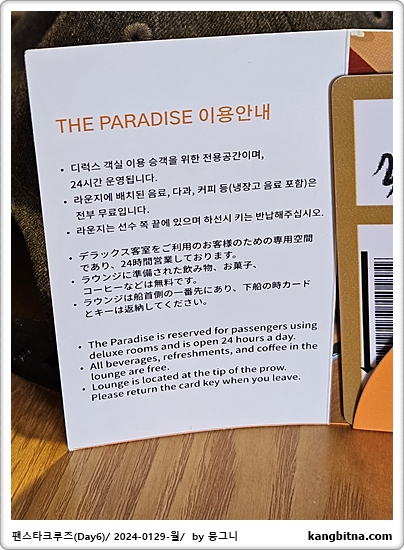 THE PARADISE 이용안내
• 디럭스 객실 이용 승객을 위한 전용공간이며,
24시간 운영됩니다.
• 라운지에 배치된 음료, 다과, 커피 등(냉장고 음료 포함)은
전부 무료입니다.
• 라운지는 선수 쪽 끝에 있으며 하선시 키는 반납해주십시오.
• デラックス客室をご利用のお客様のための専用空間
であり、24時間営業しております。
• ラウンジに準備された飲み物、お菓子、
コーヒーなどは無料です。
• ラウンジは船首側の一番先にあり、下船の時カード
とキーは返納してください。
• The Paradise is reserved for passengers using
deluxe rooms and is open 24 hours a day.
• All beverages, refreshments, and coffee in the
lounge are free.
• Lounge is located at the tip of the prow.
Please return the card key when you leave.
팬스타크루즈(Day6)/ 2024-0129-월/ by 몽그니
kangbitna.com